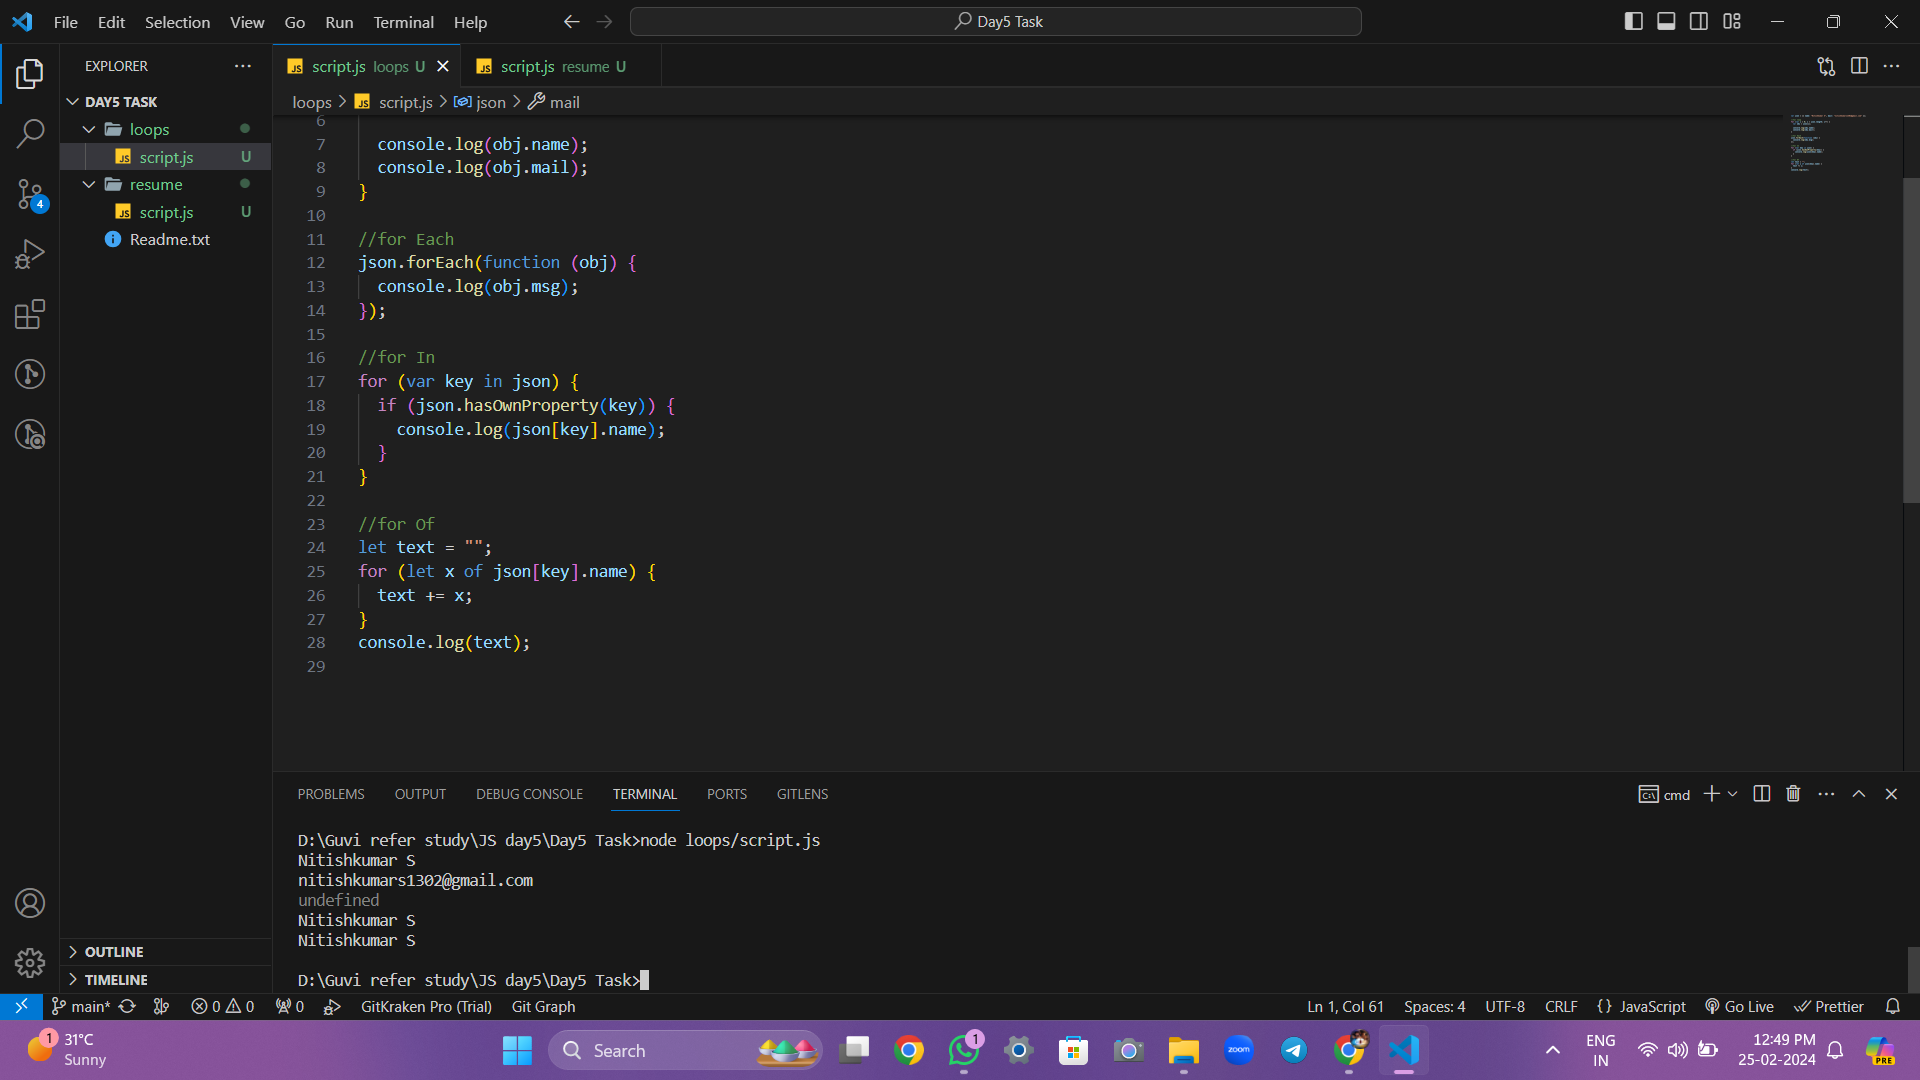 File Edit Selection View Go Run Terminal Help
Day5 Task
EXPLORER
script.js loops U
script.js resume U
DAY5 TASK
loops
script.js U
resume
script.js U
Readme.txt
4
loops > script.js > json > mail
6
7 console.log(obj.name);
8 console.log(obj.mail);
9 }
10
11 //for Each
12 json.forEach(function (obj) {
13 console.log(obj.msg);
14 });
15
16 //for In
17 for (var key in json) {
18 if (json.hasOwnProperty(key)) {
19 console.log(json[key].name);
20 }
21 }
22
23 //for Of
24 let text = "";
25 for (let x of json[key].name) {
26 text += x;
27 }
28 console.log(text);
29
PROBLEMS OUTPUT DEBUG CONSOLE TERMINAL PORTS GITLENS
cmd
D:\Guvi refer study\JS day5\Day5 Task>node loops/script.js
Nitishkumar S
nitishkumars1302@gmail.com
undefined
Nitishkumar S
Nitishkumar S
D:\Guvi refer study\JS day5\Day5 Task>
OUTLINE
TIMELINE
main* 0 0 0 GitKraken Pro (Trial) Git Graph
Ln 1, Col 61 Spaces: 4 UTF-8 CRLF {} JavaScript Go Live Prettier
1
31°C
Sunny
Search
1
zoom
ENG
IN
12:49 PM
25-02-2024
PRE